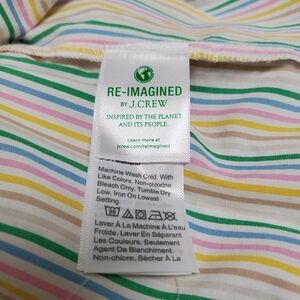 RE-IMAGINED
BY J.CREW
INSPIRED BY THE PLANET
AND ITS PEOPLE.
Learn more at
jcrew.com/reimagined
Machine Wash Cold. With
Like Colors. Non-chlorine
Bleach Only. Tumble Dry
Low. Iron On Lowest
Setting.
Laver À La Machine À L'eau
Froide. Laver En Séparant
Les Couleurs. Seulement
Agent De Blanchiment
Non-chlore. Sécher À La